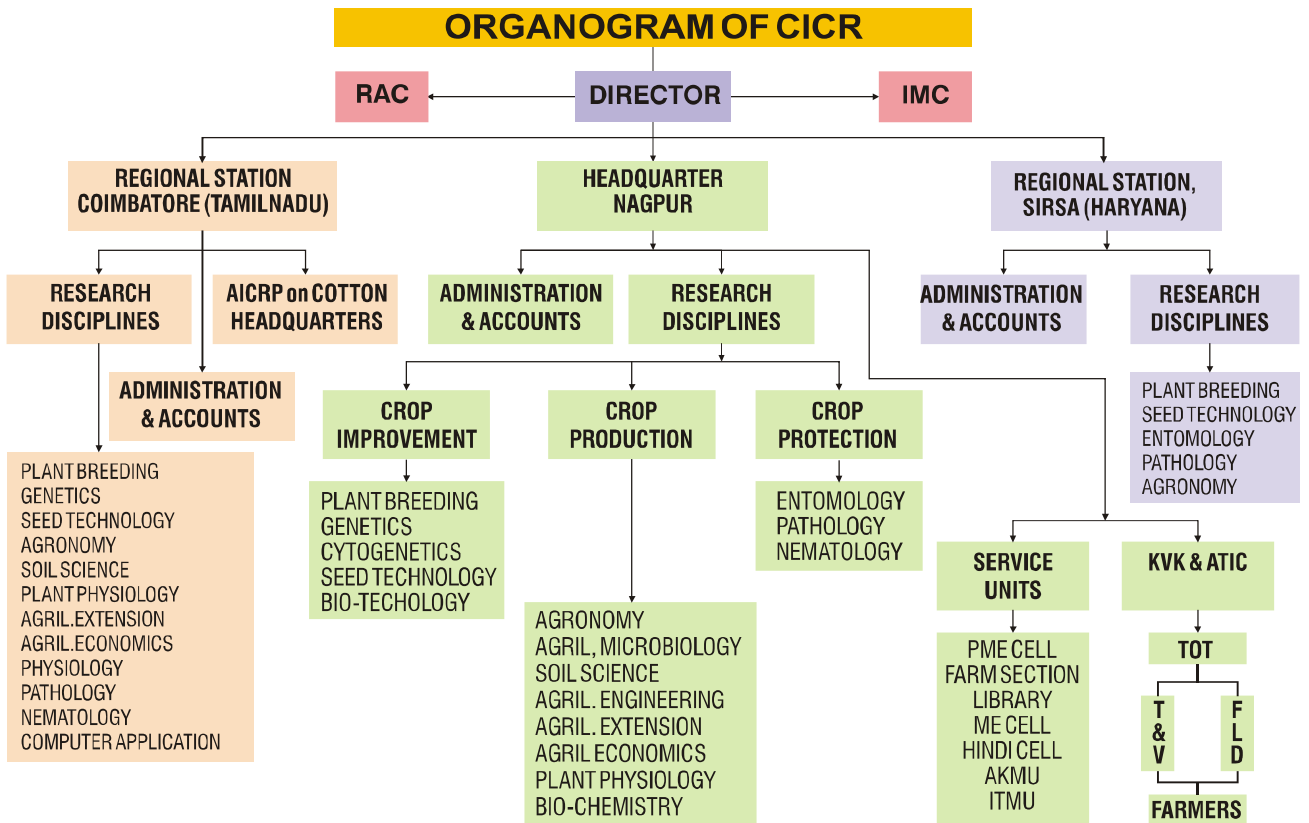 ORGANOGRAM OF CICR
RAC
DIRECTOR
IMC
REGIONAL STATION
COIMBATORE (TAMILNADU)
HEADQUARTER
NAGPUR
REGIONAL STATION,
SIRSA (HARYANA)
RESEARCH
DISCIPLINES
AICRP on COTTON
HEADQUARTERS
ADMINISTRATION
& ACCOUNTS
PLANT BREEDING
GENETICS
SEED TECHNOLOGY
AGRONOMY
SOIL SCIENCE
PLANT PHYSIOLOGY
AGRIL.EXTENSION
AGRIL.ECONOMICS
PHYSIOLOGY
PATHOLOGY
NEMATOLOGY
COMPUTER APPLICATION
ADMINISTRATION
& ACCOUNTS
RESEARCH
DISCIPLINES
CROP
IMPROVEMENT
PLANT BREEDING
GENETICS
CYTOGENETICS
SEED TECHNOLOGY
BIO-TECHOLOGY
CROP
PRODUCTION
AGRONOMY
AGRIL, MICROBIOLOGY
SOIL SCIENCE
AGRIL. ENGINEERING
AGRIL. EXTENSION
AGRIL ECONOMICS
PLANT PHYSIOLOGY
BIO-CHEMISTRY
CROP
PROTECTION
ENTOMOLOGY
PATHOLOGY
NEMATOLOGY
SERVICE
UNITS
PME CELL
FARM SECTION
LIBRARY
ME CELL
HINDI CELL
AKMU
ITMU
KVK & ATIC
TOT
T & V
FLD
FARMERS
ADMINISTRATION
& ACCOUNTS
RESEARCH
DISCIPLINES
PLANT BREEDING
SEED TECHNOLOGY
ENTOMOLOGY
PATHOLOGY
AGRONOMY